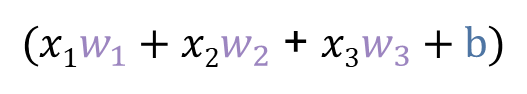 (x₁w₁ + x₂w₂ + x₃w₃ + b)